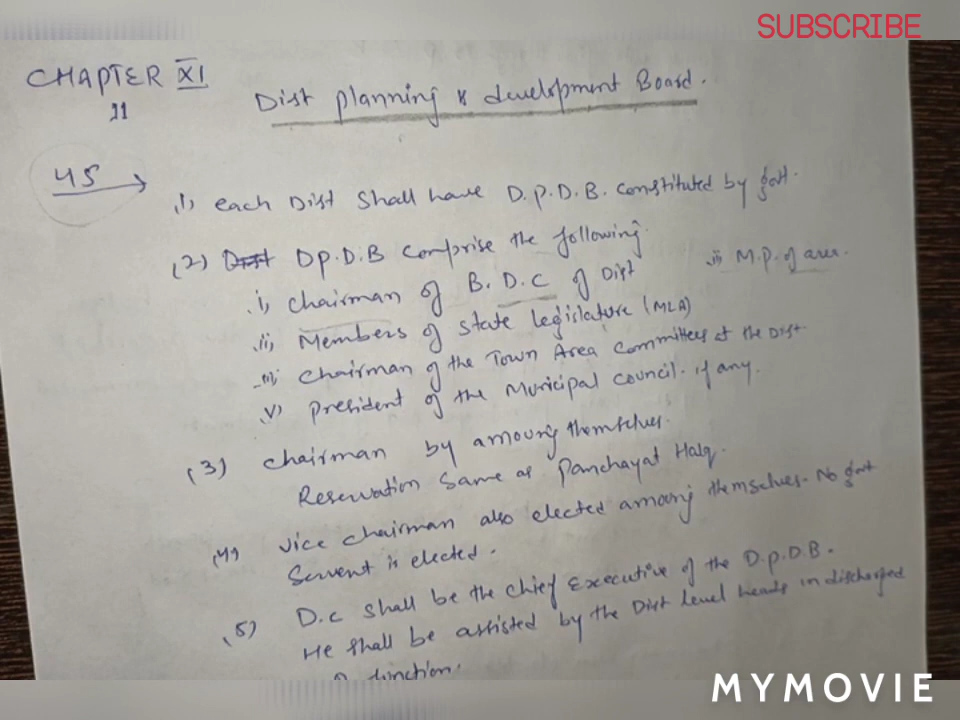 SUBSCRIBE
CHAPTER XI
11
Dist planning & development Board.
45 →
(1) each Dist Shall have D.P.D.B. constituted by govt.
(2) Dist D.P.D.B comprise the following.
i) chairman of B.D.C of Dist
ii) M.P. of area.
ii) Members of state legislature (MLA)
iii) chairman of the Town Area Committees of the Dist
v) president of the Municipal council. if any.
(3) chairman by amoung themselves.
Reservation same as panchayat Halq.
(4) vice chairman also elected amoung themselves. No govt
Servent is elected.
(5) D.c shall be the chief Executive of the D.p.D.B.
He shall be assisted by the Dist level heads in discharged
function.
MYMOVIE